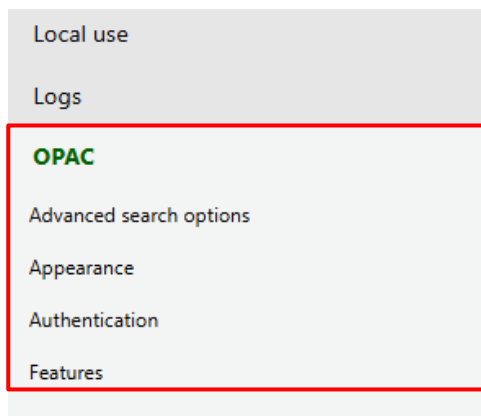 Local use
Logs
OPAC
Advanced search options
Appearance
Authentication
Features